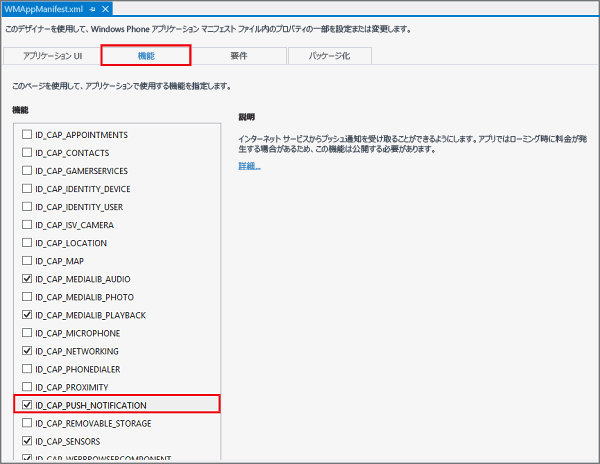 WMAppManifest.xml
このデザイナーを使用して、Windows Phone アプリケーション マニフェスト ファイル内のプロパティの一部を設定または変更します。
アプリケーション UI 機能 要件 パッケージ化
このページを使用して、アプリケーションで使用する機能を指定します。
機能
ID_CAP_APPOINTMENTS
ID_CAP_CONTACTS
ID_CAP_GAMERSERVICES
ID_CAP_IDENTITY_DEVICE
ID_CAP_IDENTITY_USER
ID_CAP_ISV_CAMERA
ID_CAP_LOCATION
ID_CAP_MAP
ID_CAP_MEDIALIB_AUDIO
ID_CAP_MEDIALIB_PHOTO
ID_CAP_MEDIALIB_PLAYBACK
ID_CAP_MICROPHONE
ID_CAP_NETWORKING
ID_CAP_PHONEDIALER
ID_CAP_PROXIMITY
ID_CAP_PUSH_NOTIFICATION
ID_CAP_REMOVABLE_STORAGE
ID_CAP_SENSORS
ID_CAP_WEBBROWSERCOMPONENT
説明
インターネット サービスからプッシュ通知を受け取ることができるようにします。アプリではローミング時に料金が発
生する場合があるため、この機能は公開する必要があります。
詳細...